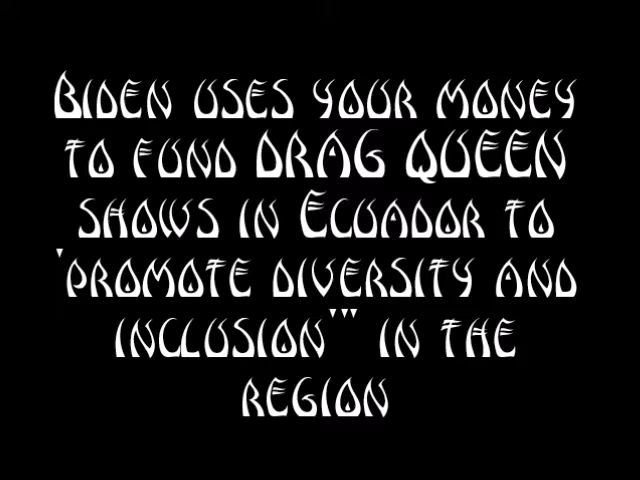 Biden uses your money
to fund DRAG QUEEN
shows in Ecuador to
'promote diversity and
inclusion'" in the
region